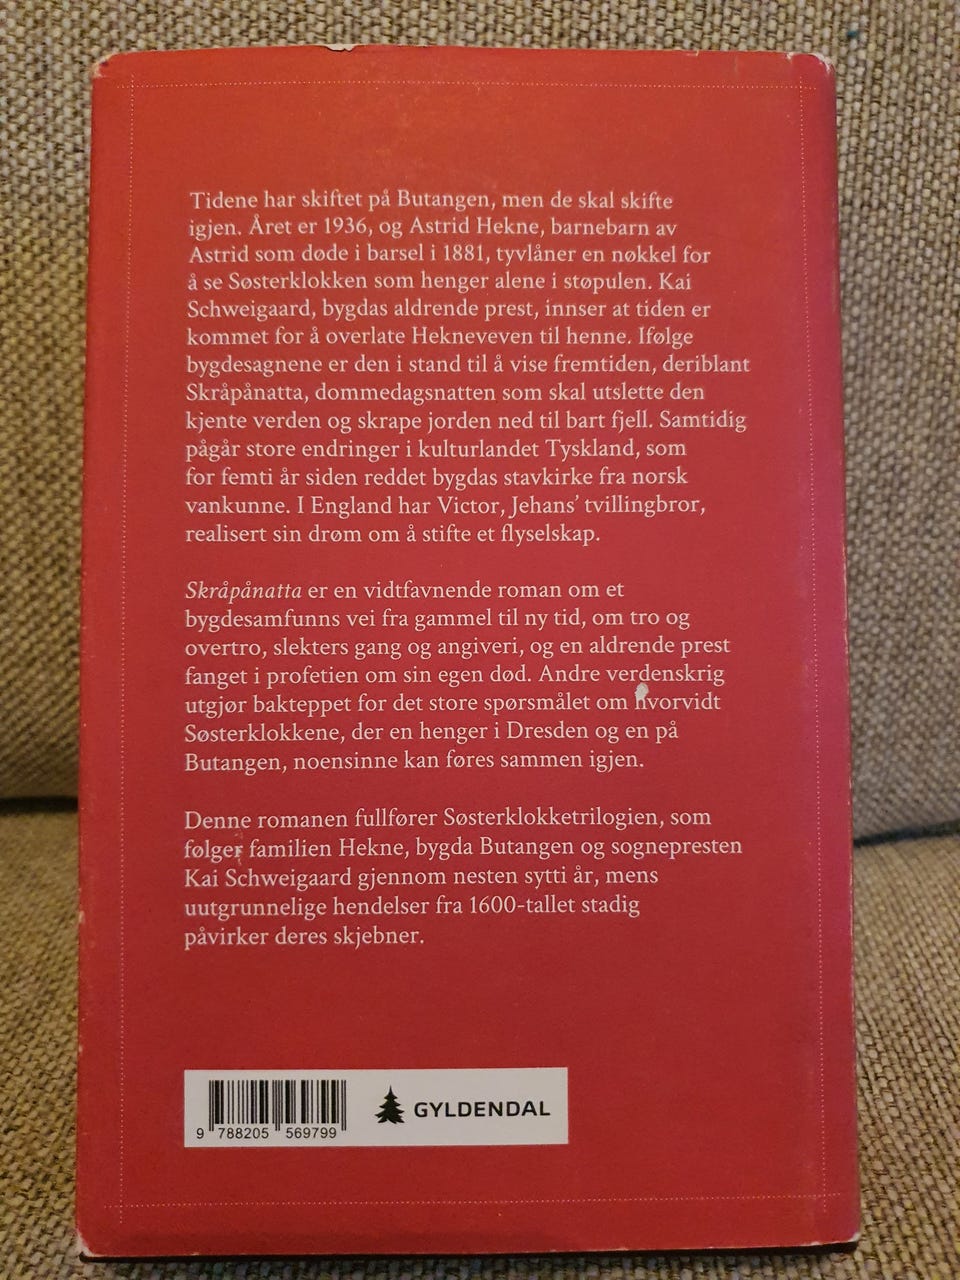 Tidene har skiftet på Butangen, men de skal skifte
igjen. Året er 1936, og Astrid Hekne, barnebarn av
Astrid som døde i barsel i 1881, tyvlåner en nøkkel for
å se Søsterklokken som henger alene i støpulen. Kai
Schweigaard, bygdas aldrende prest, innser at tiden er
kommet for å overlate Hekneveven til henne. Ifølge
bygdesagnene er den i stand til å vise fremtiden, deriblant
Skråpånatta, dommedagsnatten som skal utslette den
kjente verden og skrape jorden ned til bart fjell. Samtidig
pågår store endringer i kulturlandet Tyskland, som
for femti år siden reddet bygdas stavkirke fra norsk
vankunne. I England har Victor, Jehans’ tvillingbror,
realisert sin drøm om å stifte et flyselskap.
Skråpånatta er en vidtfavnende roman om et
bygdesamfunns vei fra gammel til ny tid, om tro og
overtro, slekters gang og angiveri, og en aldrende prest
fanget i profetien om sin egen død. Andre verdenskrig
utgjør bakteppet for det store spørsmålet om hvorvidt
Søsterklokkene, der en henger i Dresden og en på
Butangen, noensinne kan føres sammen igjen.
Denne romanen fullfører Søsterklokketrilogien, som
følger familien Hekne, bygda Butangen og sognepresten
Kai Schweigaard gjennom nesten sytti år, mens
uutgrunnelige hendelser fra 1600-tallet stadig
påvirker deres skjebner.
GYLDENDAL
9 788205 569799